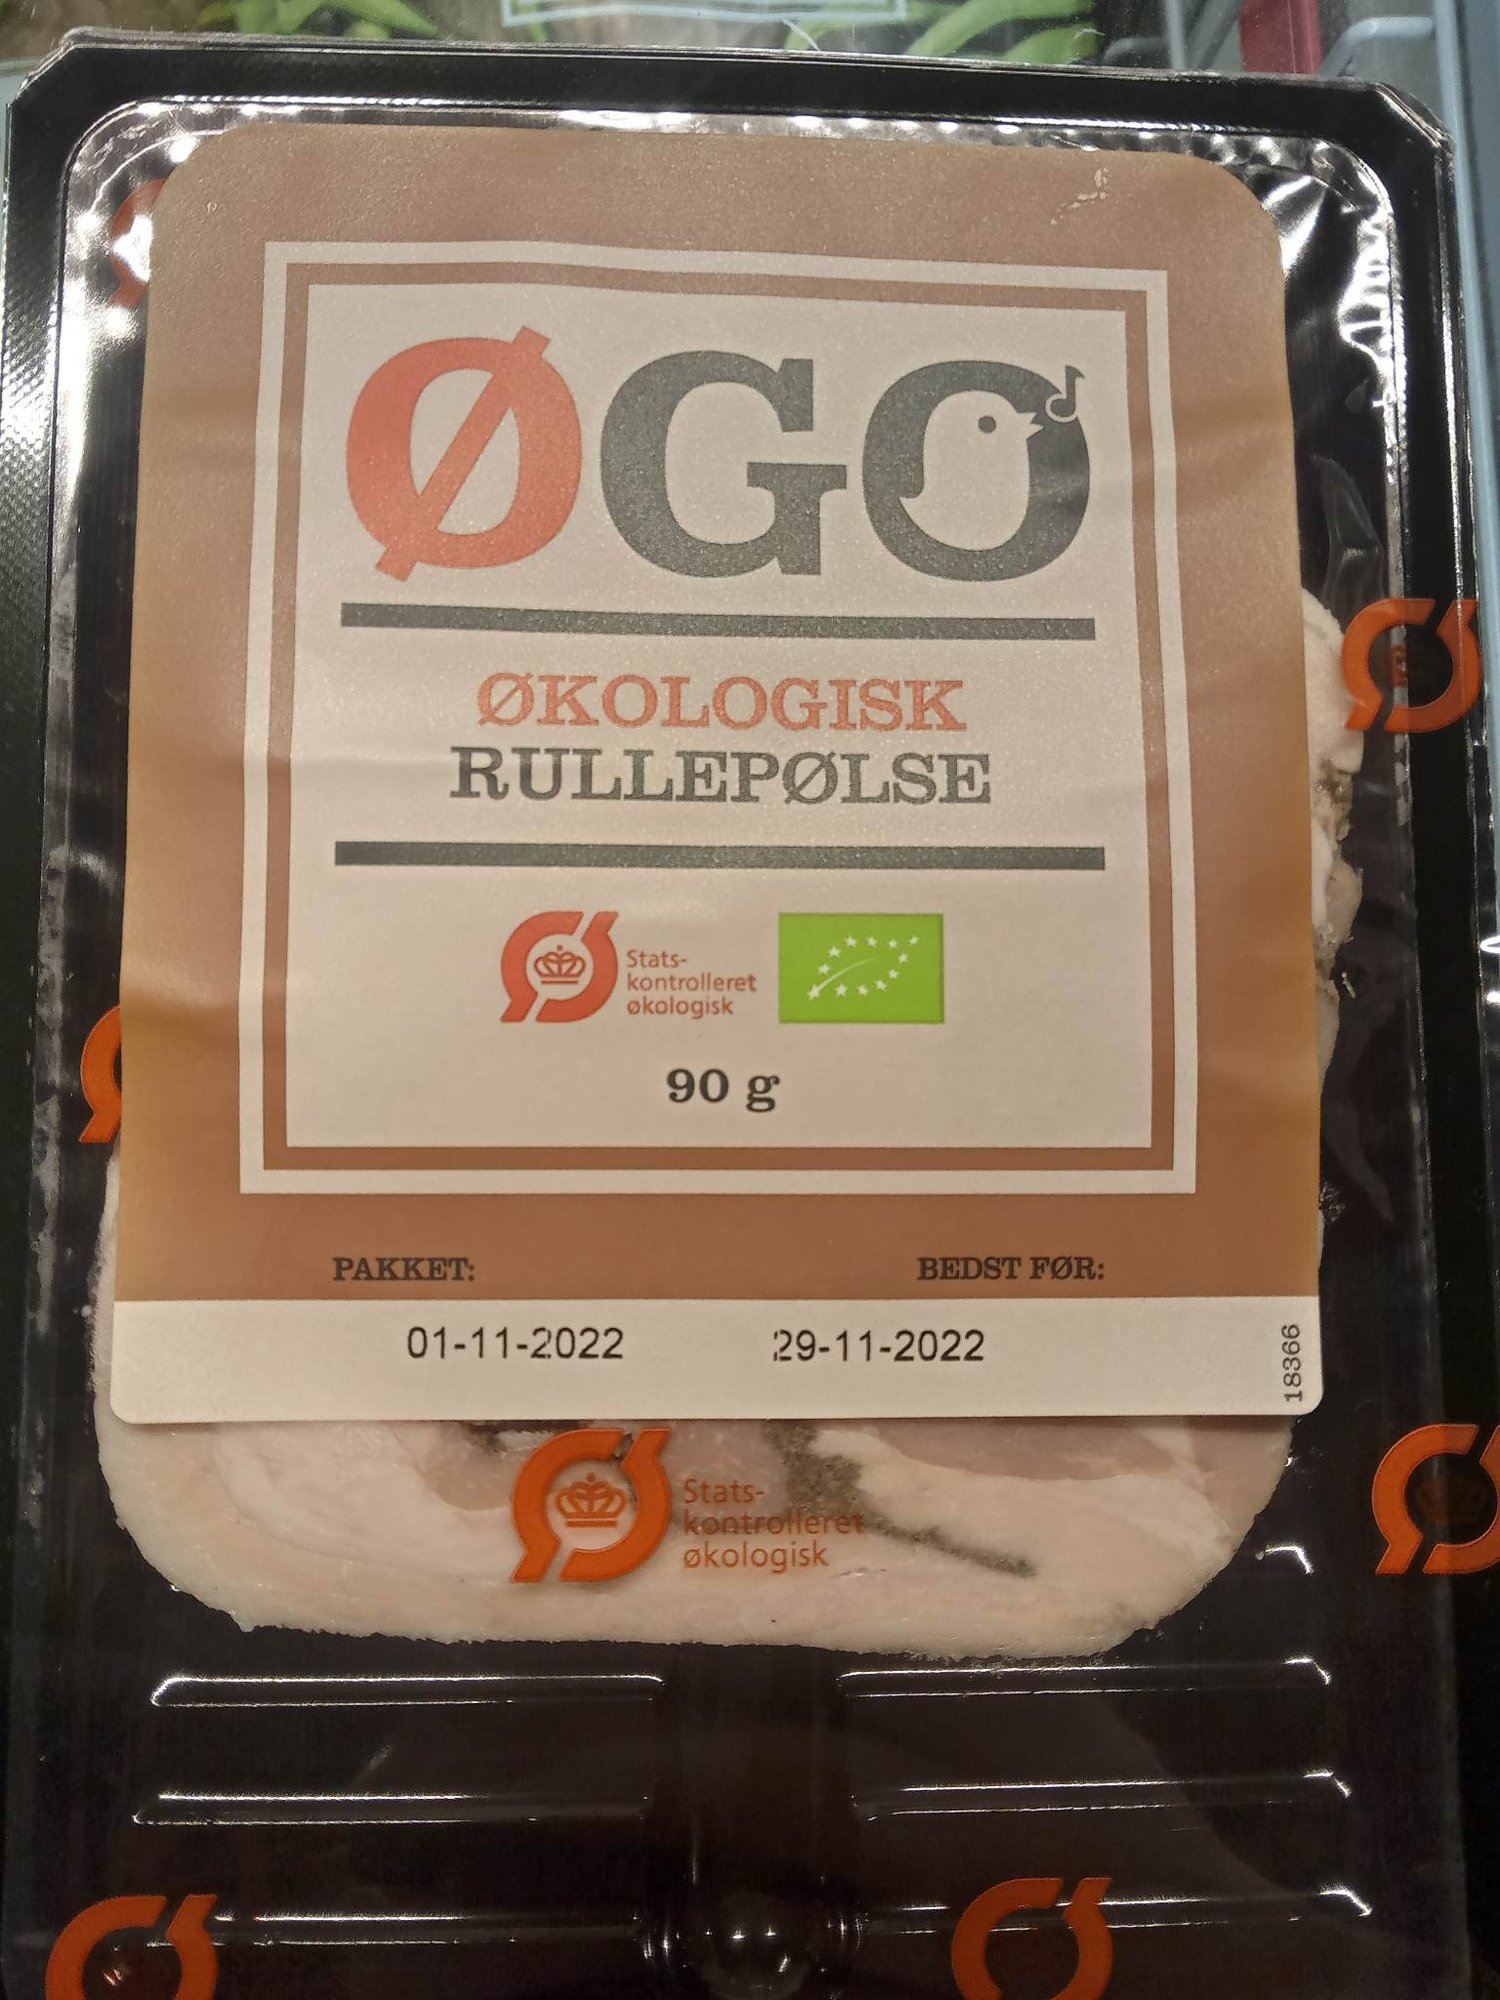 ØGO
ØKOLOGISK
RULLEPØLSE
Stats-
kontrolleret
økologisk
90 g
PAKKET:
BEDST FØR:
01-11-2022
29-11-2022
18366
Stats-
kontrolleret
økologisk